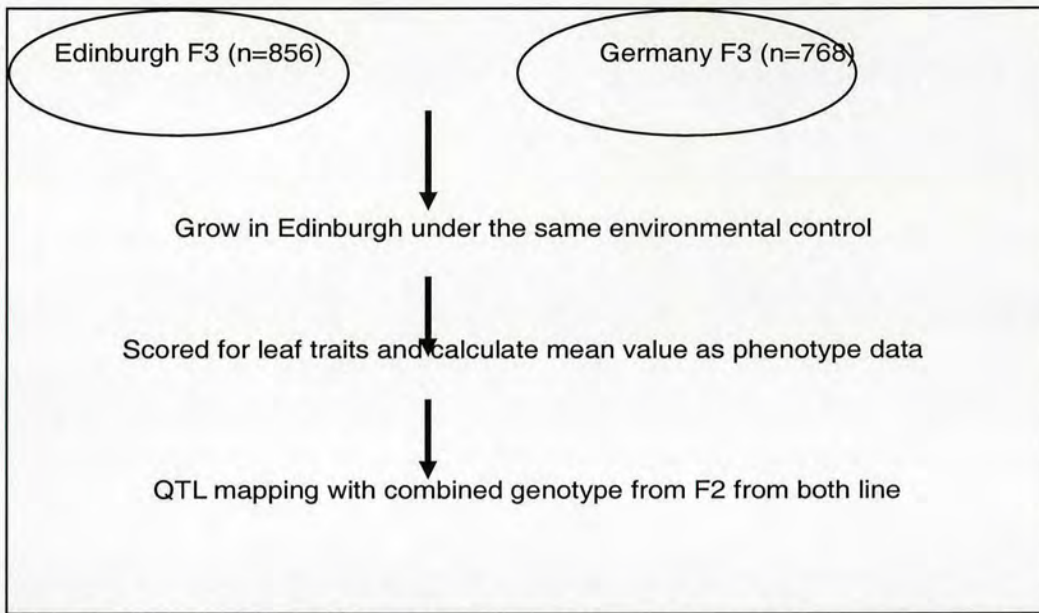 Edinburgh F3 (n=856)
Germany F3 (n=768)
Grow in Edinburgh under the same environmental control
Scored for leaf traits and calculate mean value as phenotype data
QTL mapping with combined genotype from F2 from both line